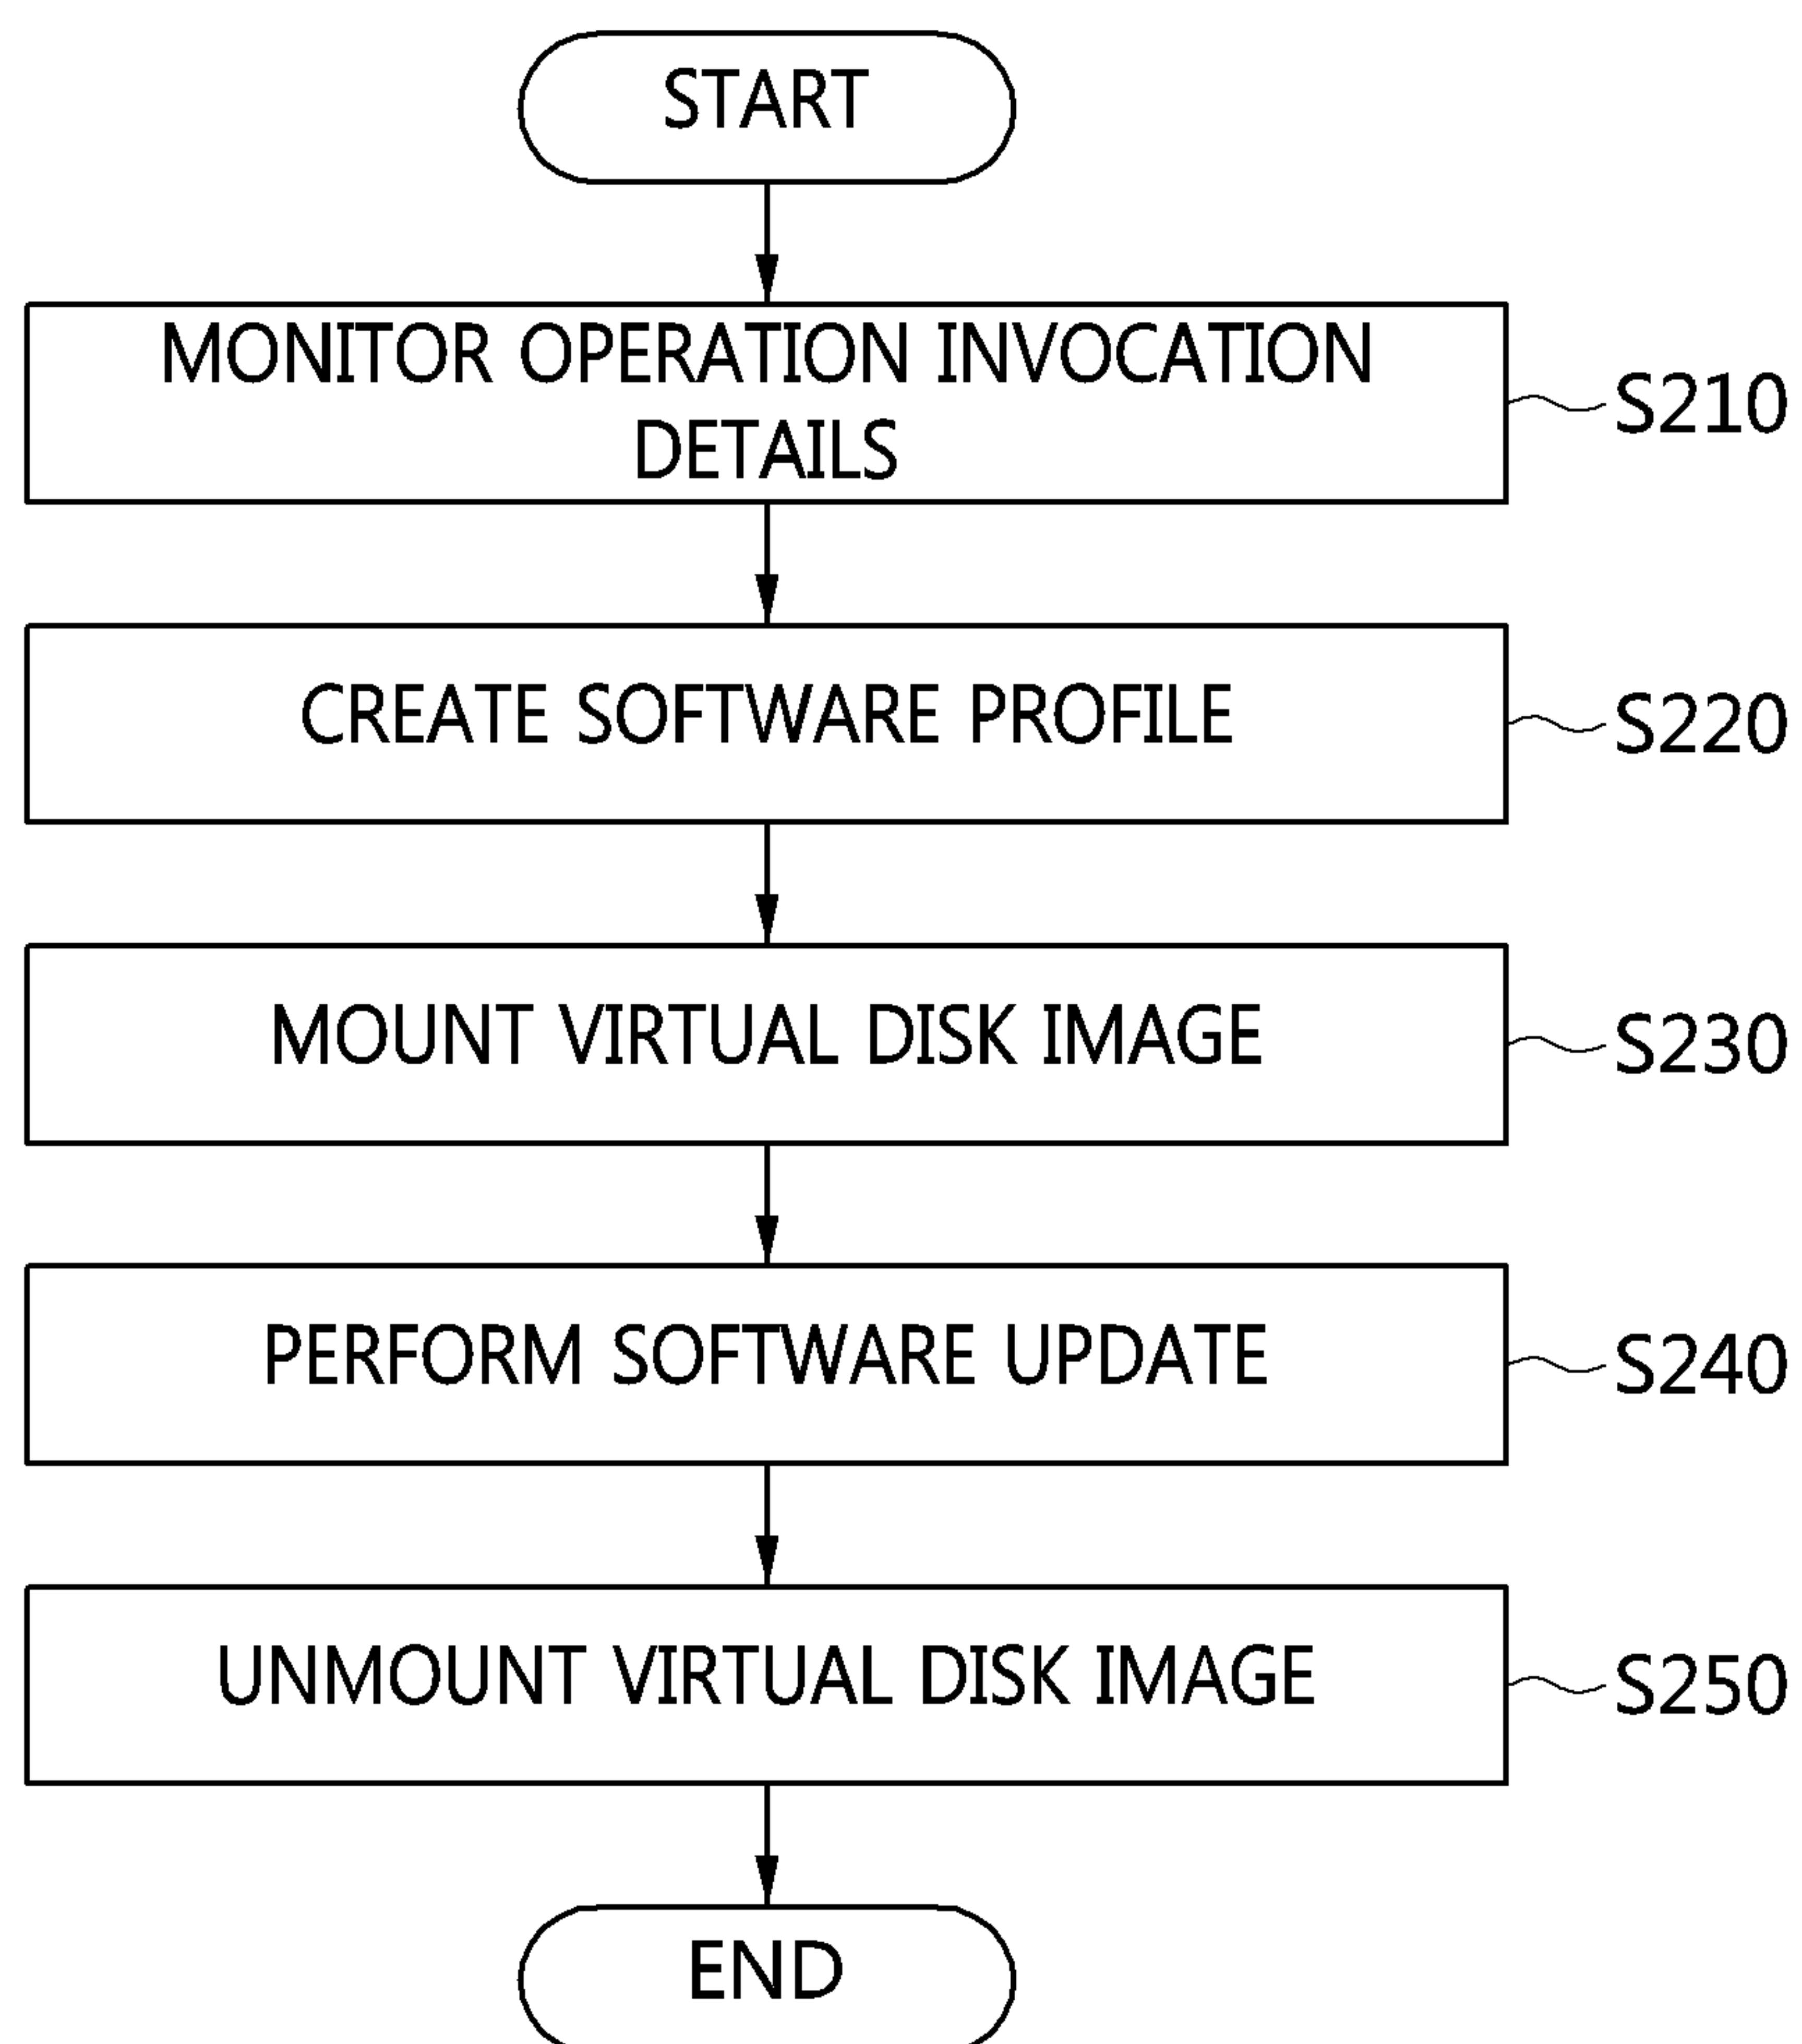 START
MONITOR OPERATION INVOCATION
DETAILS
S210
CREATE SOFTWARE PROFILE
S220
MOUNT VIRTUAL DISK IMAGE
S230
PERFORM SOFTWARE UPDATE
S240
UNMOUNT VIRTUAL DISK IMAGE
S250
END